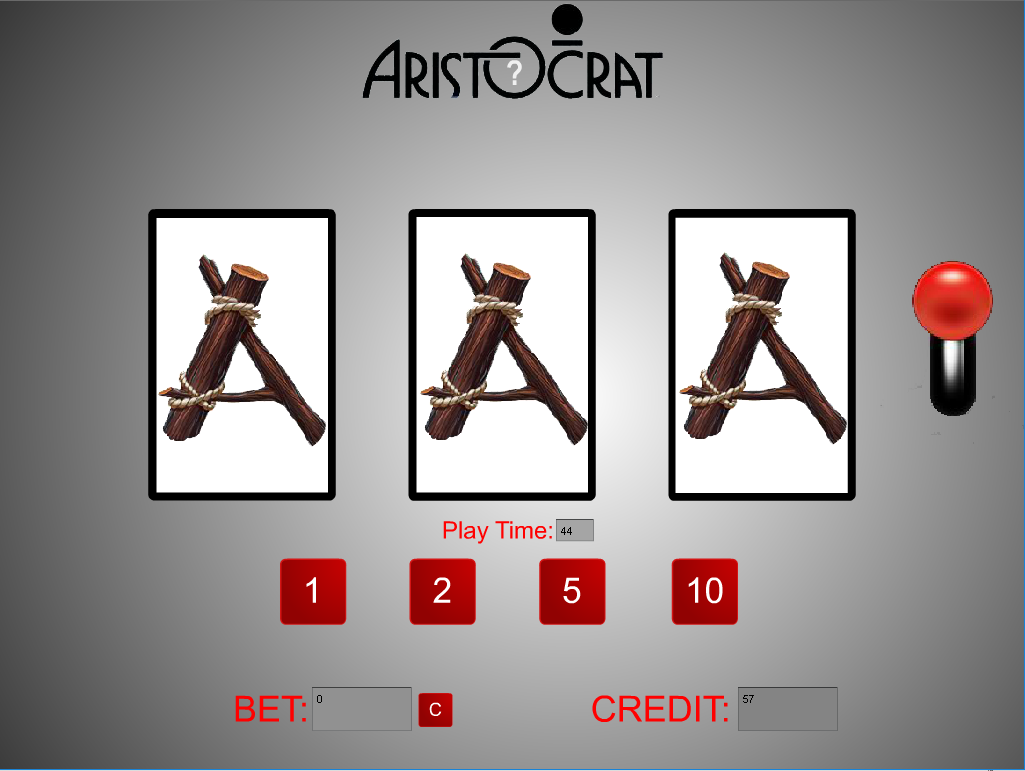 ARISTOCRAT
?
A A A
Play Time: 44
1 2 5 10
BET: 0 C CREDIT: 57